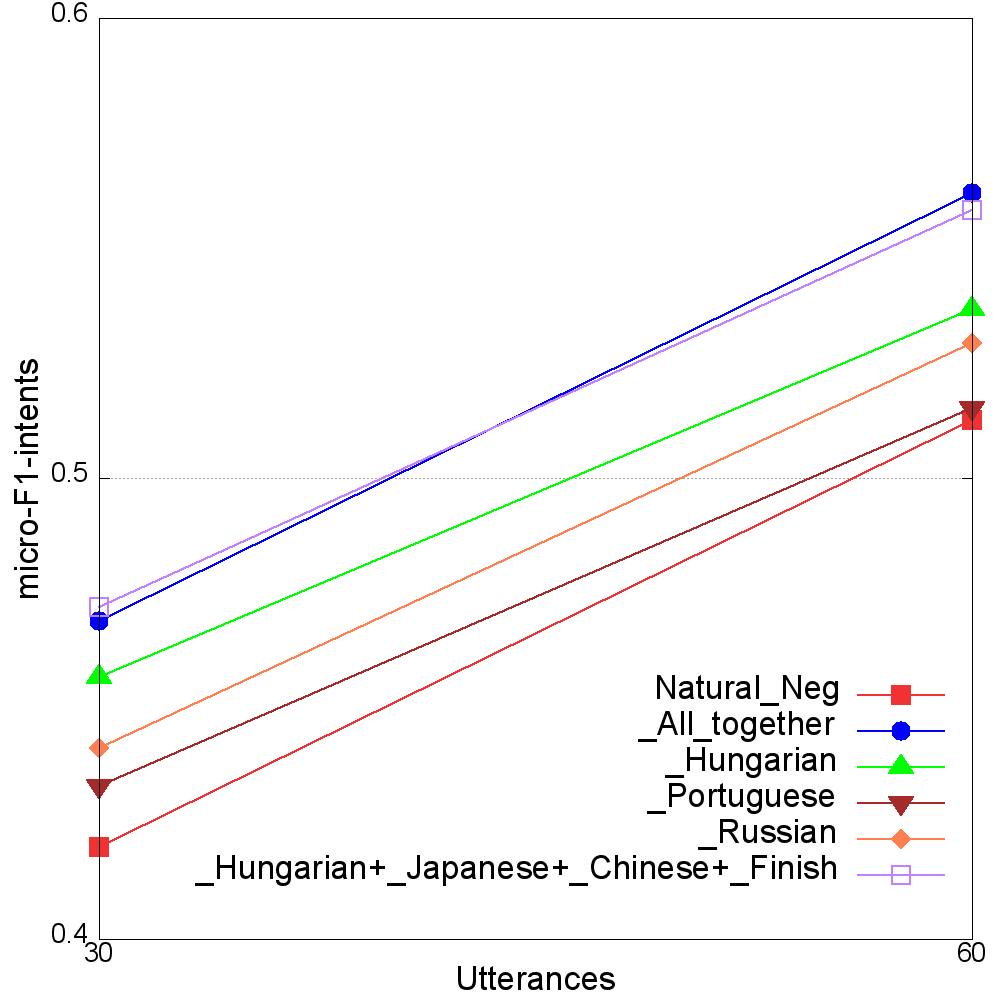 0.6
0.5
0.4
micro-F1-intents
Natural_Neg
_All_together
_Hungarian
_Portuguese
_Russian
_Hungarian+_Japanese+_Chinese+_Finish
30
60
Utterances